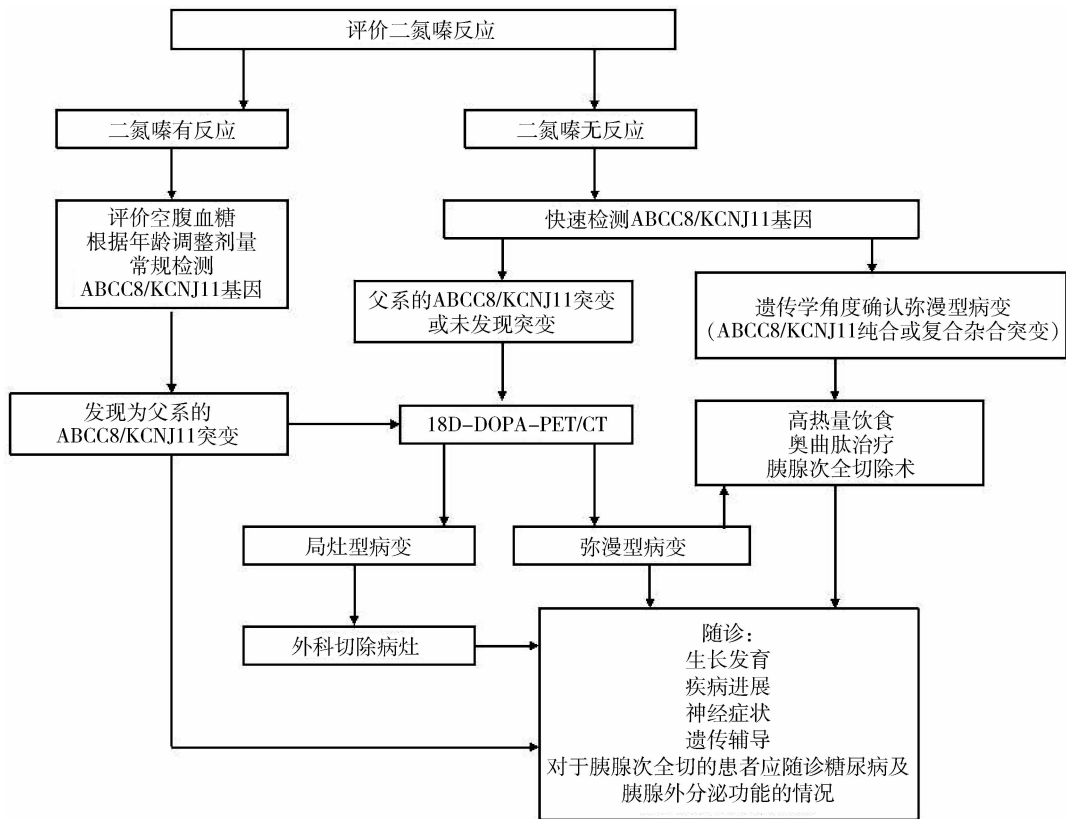 评价二氮嗪反应
二氮嗪有反应
二氮嗪无反应
评价空腹血糖
根据年龄调整剂量
常规检测
ABCC8/KCNJ11基因
快速检测ABCC8/KCNJ11基因
父系的ABCC8/KCNJ11突变
或未发现突变
遗传学角度确认弥漫型病变
（ABCC8/KCNJ11纯合或复合杂合突变）
发现为父系的
ABCC8/KCNJ11突变
18D-DOPA-PET/CT
高热量饮食
奥曲肽治疗
胰腺次全切除术
局灶型病变
弥漫型病变
外科切除病灶
随诊：
生长发育
疾病进展
神经症状
遗传辅导
对于胰腺次全切的患者应随诊糖尿病及
胰腺外分泌功能的情况